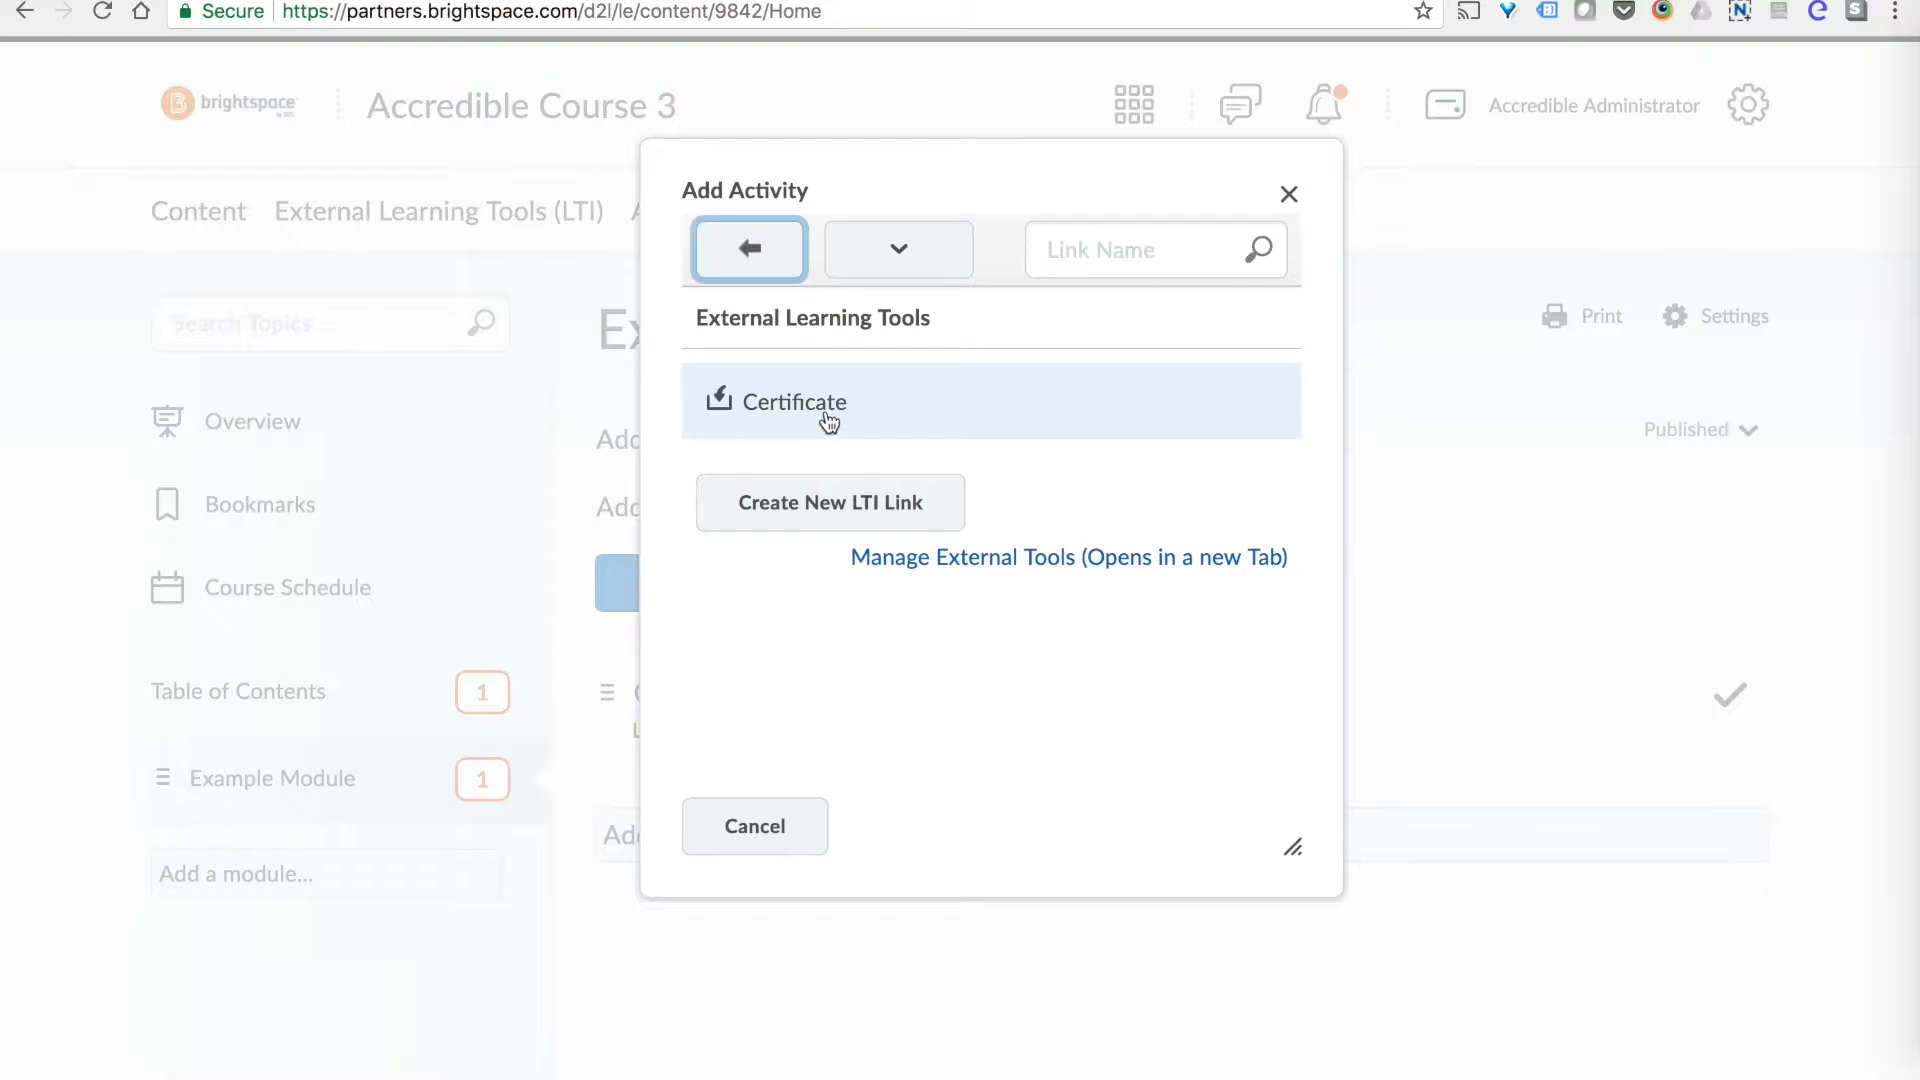 Secure https://partners.brightspace.com/d2l/le/content/9842/Home
brightspace
Accredible Course 3
Accredible Administrator
Content External Learning Tools (LTI)
Add Activity
Link Name
External Learning Tools
Certificate
Create New LTI Link
Manage External Tools (Opens in a new Tab)
Cancel
Search Topics
Print Settings
Overview
Published
Bookmarks
Course Schedule
Table of Contents 1
Example Module 1
Add a module...